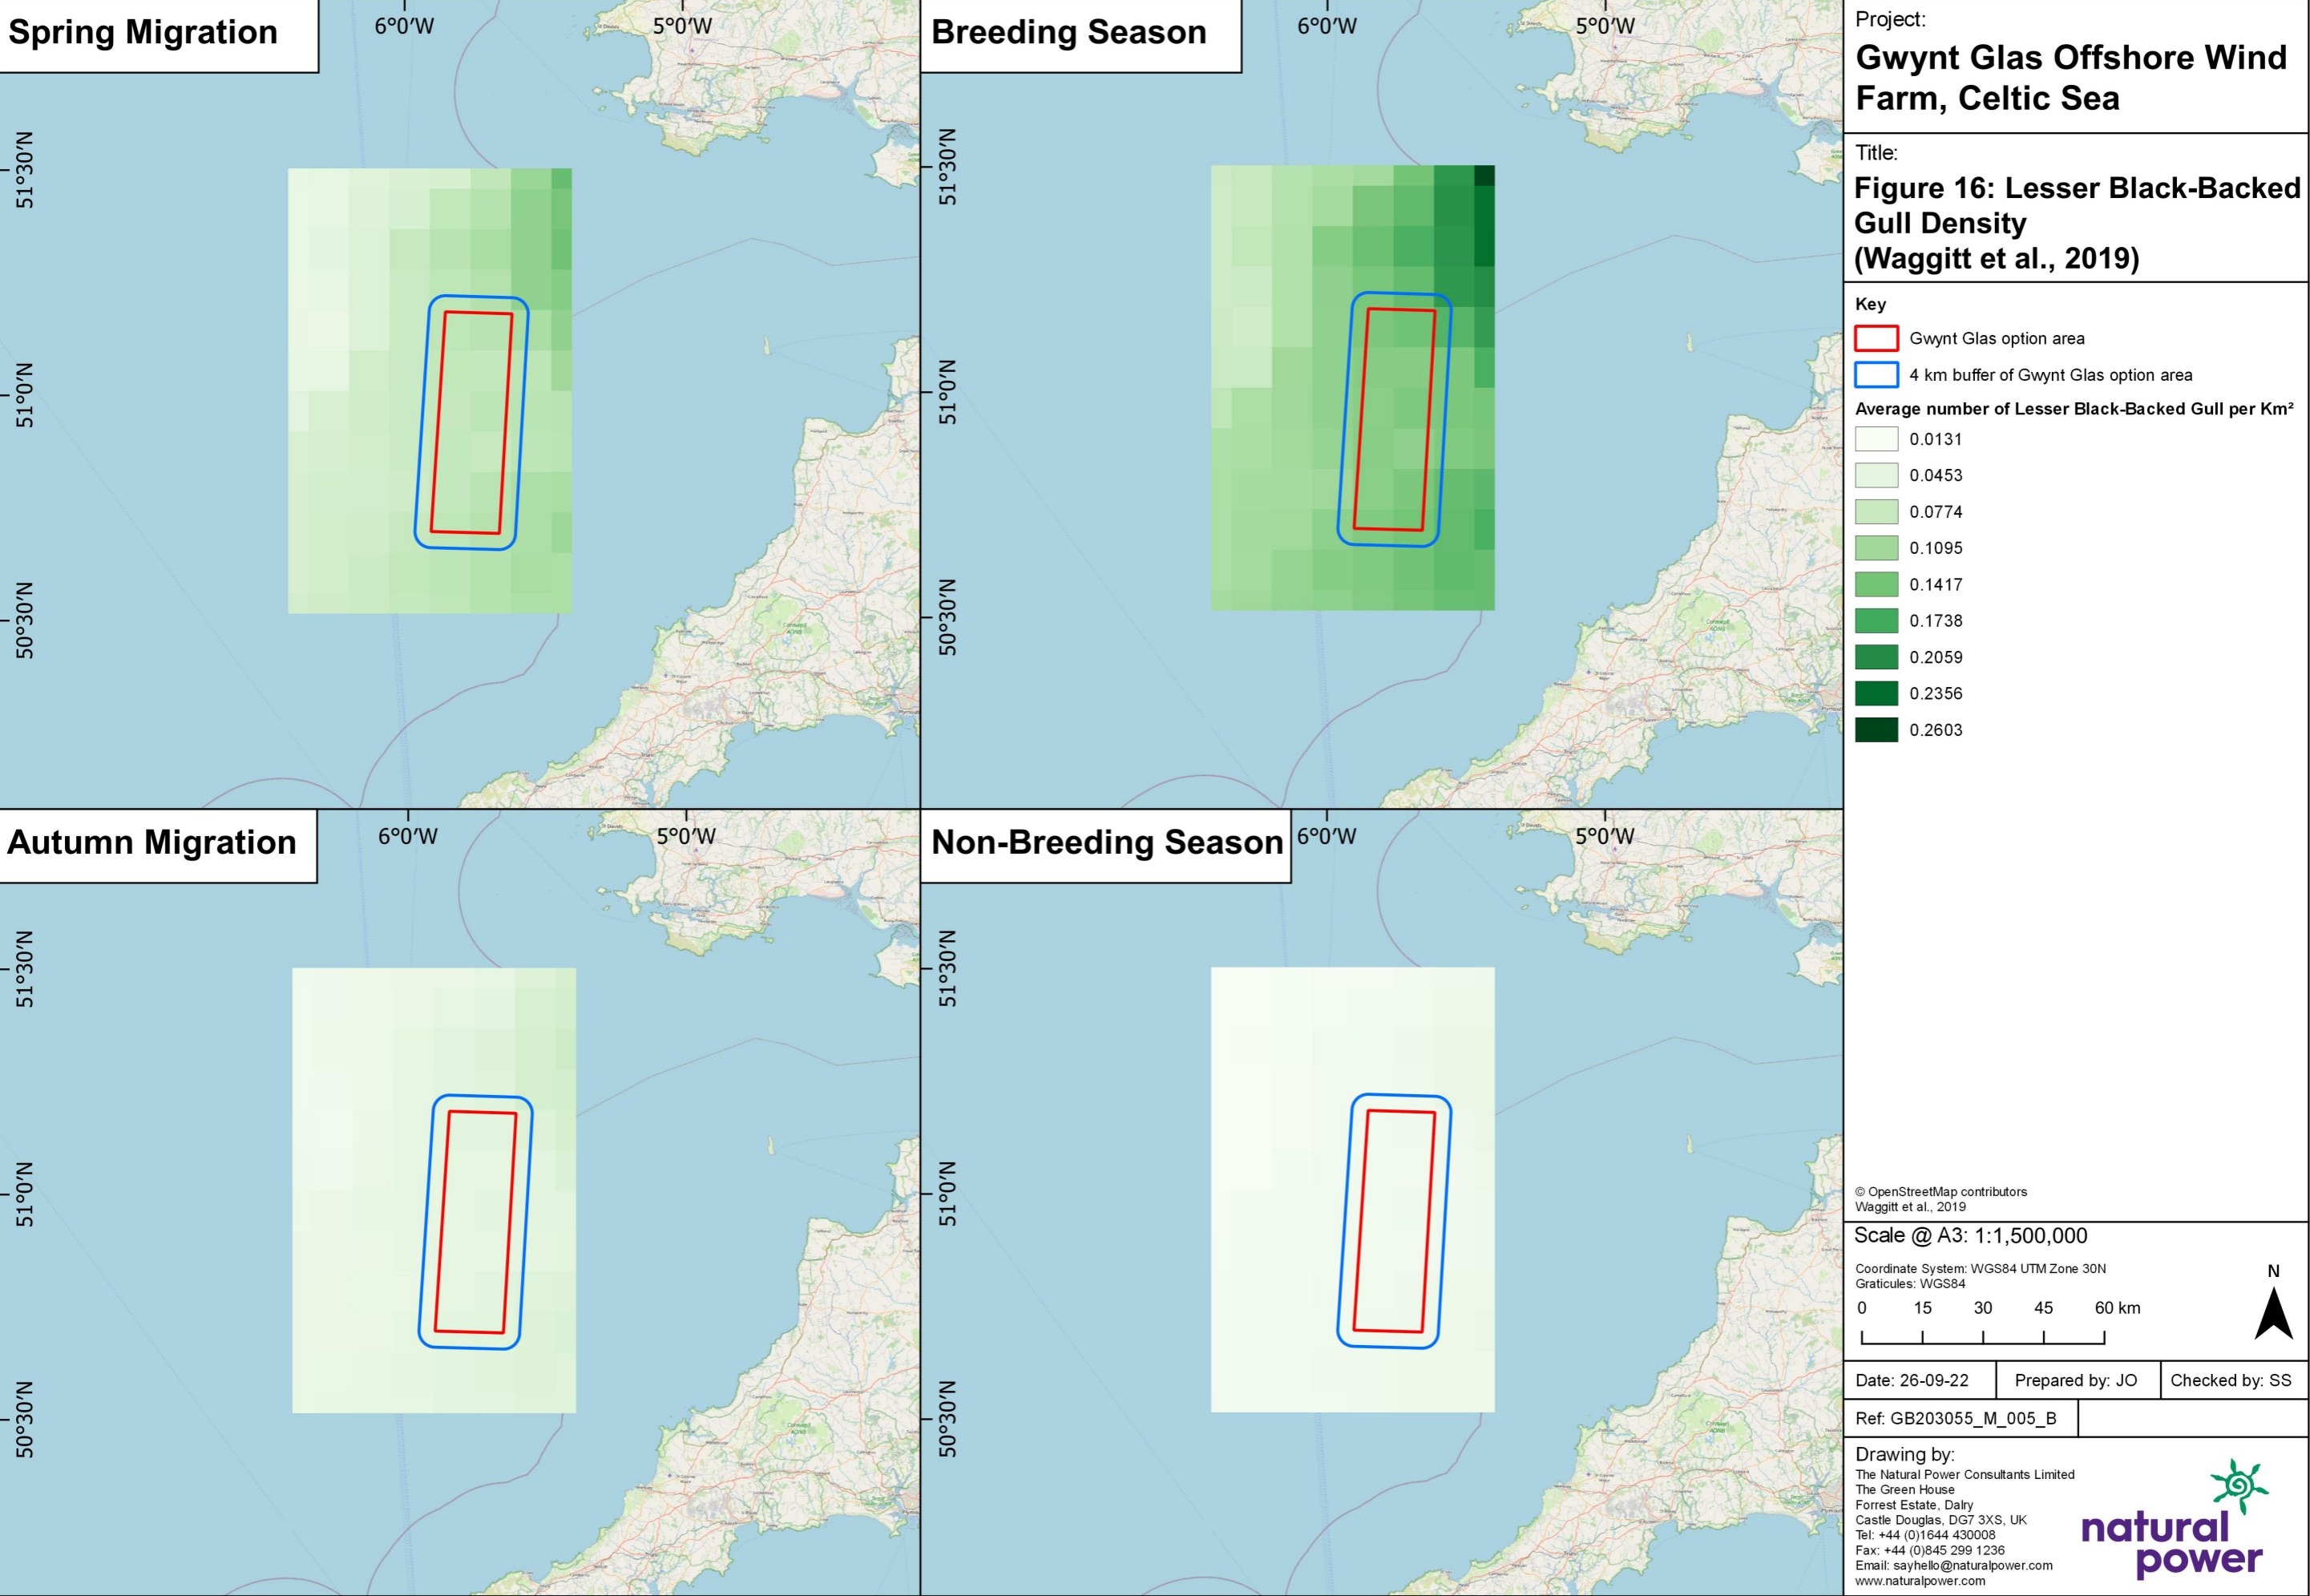 Spring Migration
6°0′W
5°0′W
51°30′N
51°0′N
50°30′N
Cornwall
AONB
Breeding Season
6°0′W
5°0′W
51°30′N
51°0′N
50°30′N
Cornwall
AONB
Autumn Migration
6°0′W
5°0′W
51°30′N
51°0′N
50°30′N
Cornwall
AONB
Non-Breeding Season
6°0′W
5°0′W
51°30′N
51°0′N
50°30′N
Cornwall
AONB
Project:
Gwynt Glas Offshore Wind
Farm, Celtic Sea
Title:
Figure 16: Lesser Black-Backed
Gull Density
(Waggitt et al., 2019)
Key
Gwynt Glas option area
4 km buffer of Gwynt Glas option area
Average number of Lesser Black-Backed Gull per Km²
0.0131
0.0453
0.0774
0.1095
0.1417
0.1738
0.2059
0.2356
0.2603
© OpenStreetMap contributors
Waggitt et al., 2019
Scale @ A3: 1:1,500,000
Coordinate System: WGS84 UTM Zone 30N
Graticules: WGS84
N
0 15 30 45 60 km
Date: 26-09-22
Prepared by: JO
Checked by: SS
Ref: GB203055_M_005_B
Drawing by:
The Natural Power Consultants Limited
The Green House
Forrest Estate, Dalry
Castle Douglas, DG7 3XS, UK
Tel: +44 (0)1644 430008
Fax: +44 (0)845 299 1236
Email: sayhello@naturalpower.com
www.naturalpower.com
natural
power